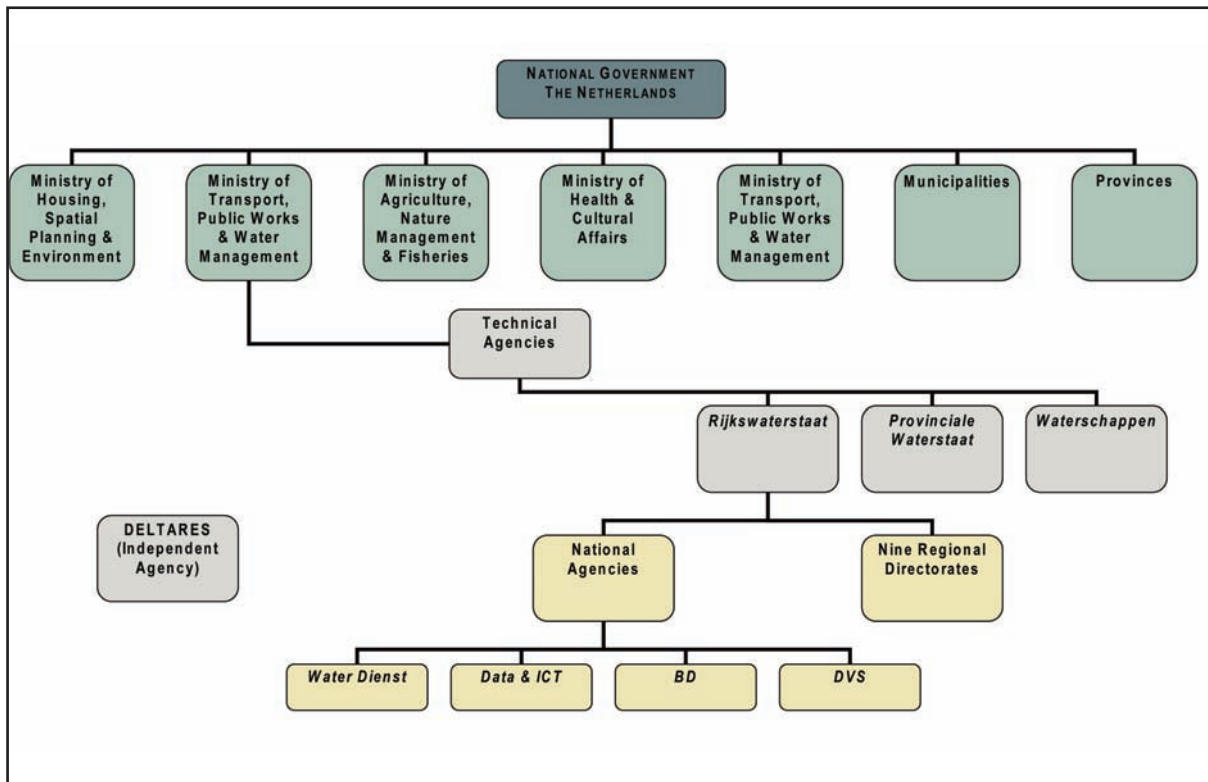 NATIONAL GOVERNMENT
THE NETHERLANDS
Ministry of
Housing,
Spatial
Planning &
Environment
Ministry of
Transport,
Public Works
& Water
Management
Ministry of
Agriculture,
Nature
Management
& Fisheries
Ministry of
Health &
Cultural
Affairs
Ministry of
Transport,
Public Works
& Water
Management
Municipalities
Provinces
Technical
Agencies
Rijkswaterstaat
Provinciale
Waterstaat
Waterschappen
DELTARES
(Independent
Agency)
National
Agencies
Nine Regional
Directorates
Water Dienst
Data & ICT
BD
DVS